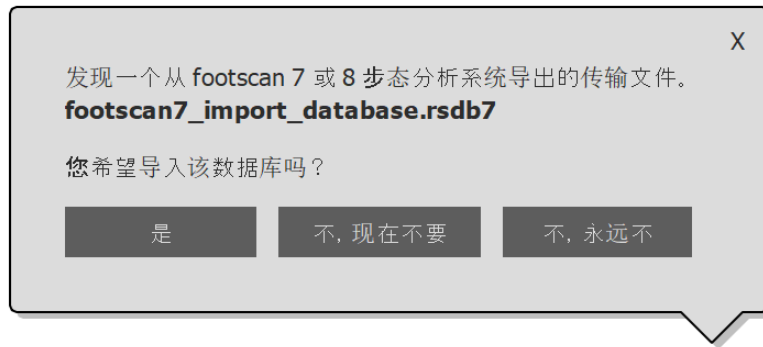 X
发现一个从 footscan 7 或 8 步态分析系统导出的传输文件。
footscan7_import_database.rsdb7
您希望导入该数据库吗？
是
不, 现在不要
不, 永远不